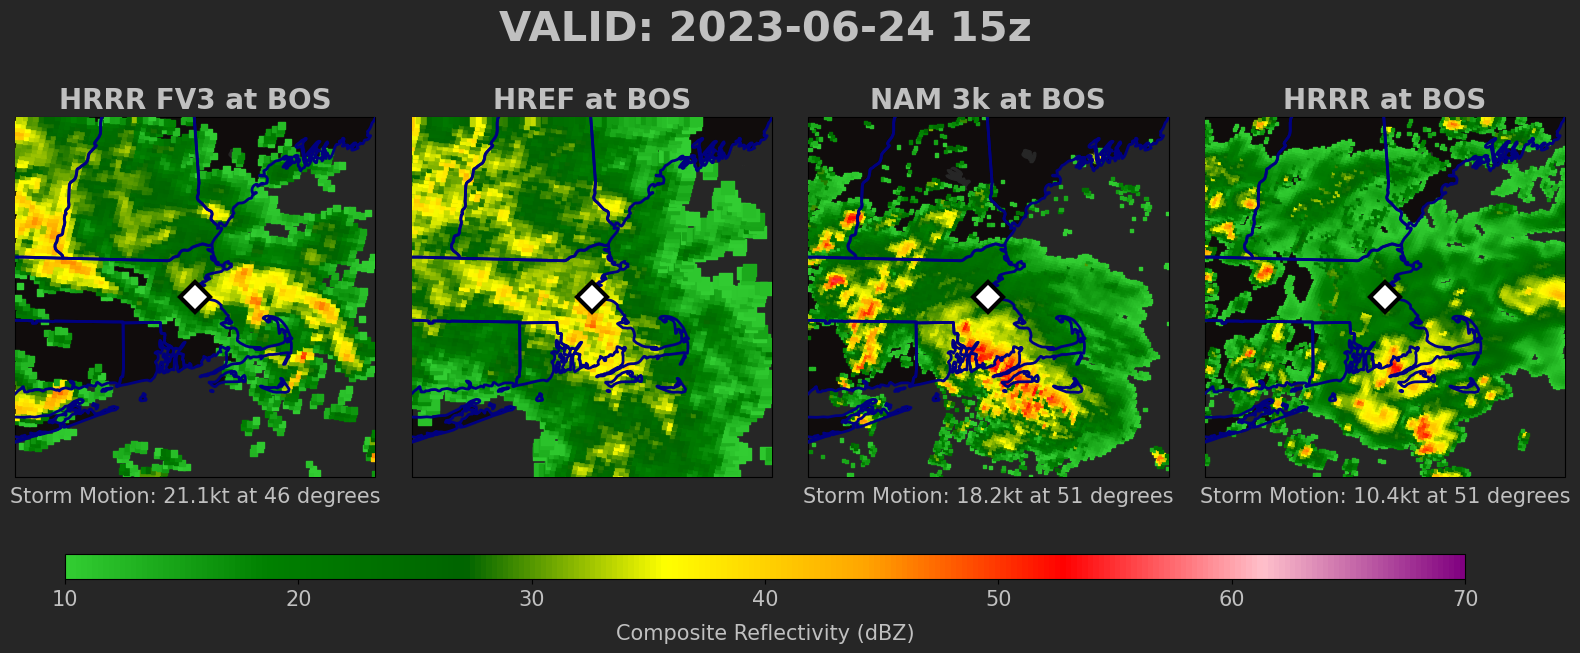 VALID: 2023-06-24 15z
HRRR FV3 at BOS
HREF at BOS
NAM 3k at BOS
HRRR at BOS
Storm Motion: 21.1kt at 46 degrees
Storm Motion: 18.2kt at 51 degrees
Storm Motion: 10.4kt at 51 degrees
10 20 30 40 50 60 70
Composite Reflectivity (dBZ)